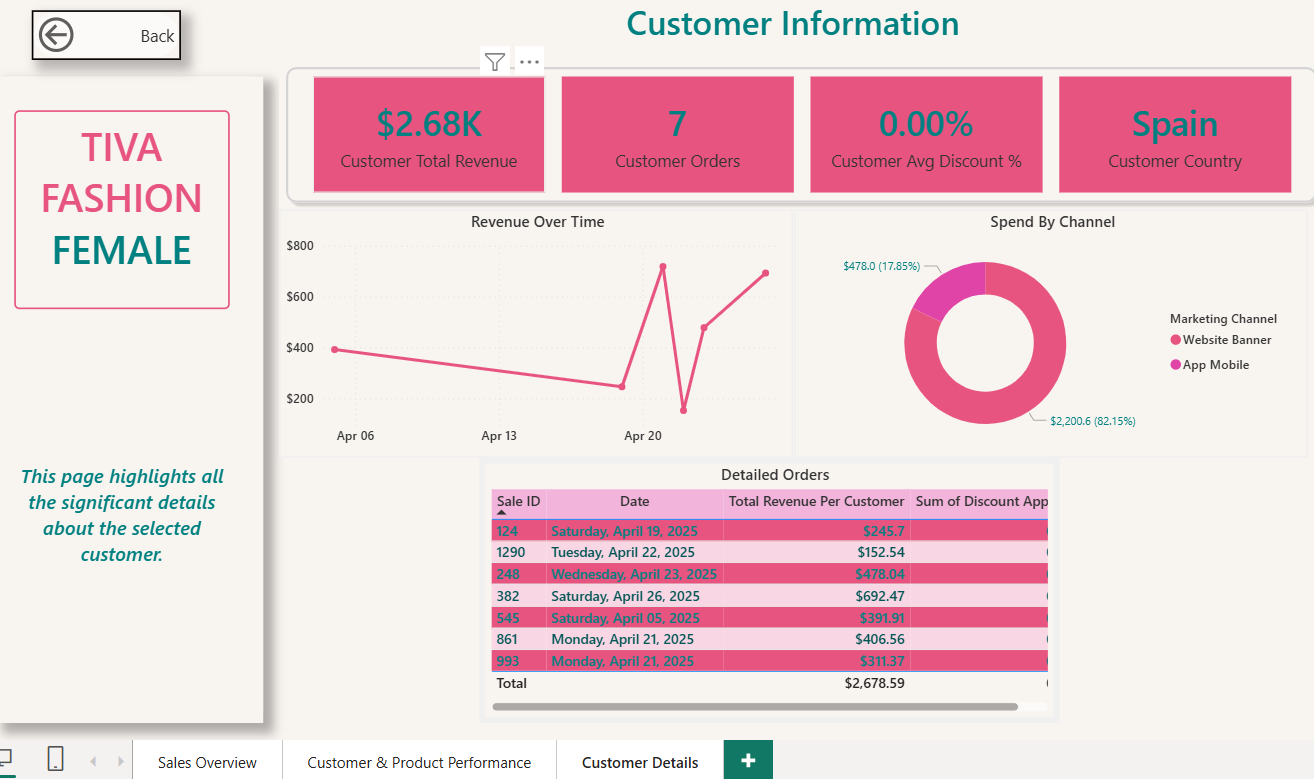 Back
Customer Information
TIVA
FASHION
FEMALE
This page highlights all
the significant details
about the selected
customer.
$2.68K
Customer Total Revenue
7
Customer Orders
0.00%
Customer Avg Discount %
Spain
Customer Country
Revenue Over Time
$800
$600
$400
$200
Apr 06 Apr 13 Apr 20
Spend By Channel
$478.0 (17.85%)
$2,200.6 (82.15%)
Marketing Channel
Website Banner
App Mobile
Detailed Orders
Sale ID Date Total Revenue Per Customer Sum of Discount App
124 Saturday, April 19, 2025 $245.7
1290 Tuesday, April 22, 2025 $152.54
248 Wednesday, April 23, 2025 $478.04
382 Saturday, April 26, 2025 $692.47
545 Saturday, April 05, 2025 $391.91
861 Monday, April 21, 2025 $406.56
993 Monday, April 21, 2025 $311.37
Total $2,678.59
Sales Overview Customer & Product Performance Customer Details